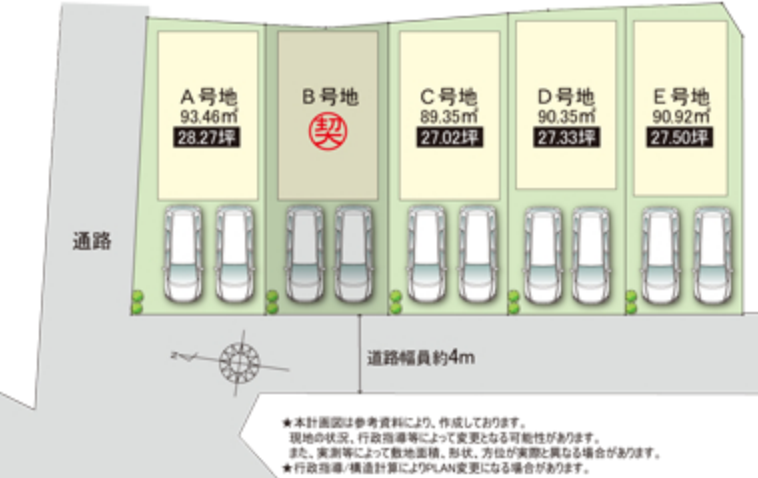 A号地
93.46㎡
28.27坪
B号地
契
C号地
89.35㎡
27.02坪
D号地
90.35㎡
27.33坪
E号地
90.92㎡
27.50坪
通路
N
道路幅員約4m
★本計画図は参考資料により、作成しております。
現地の状況、行政指導等によって変更となる可能性があります。
また、実測等によって敷地面積、形状、方位が実際と異なる場合があります。
★行政指導/構造計算によりPLAN変更になる場合があります。